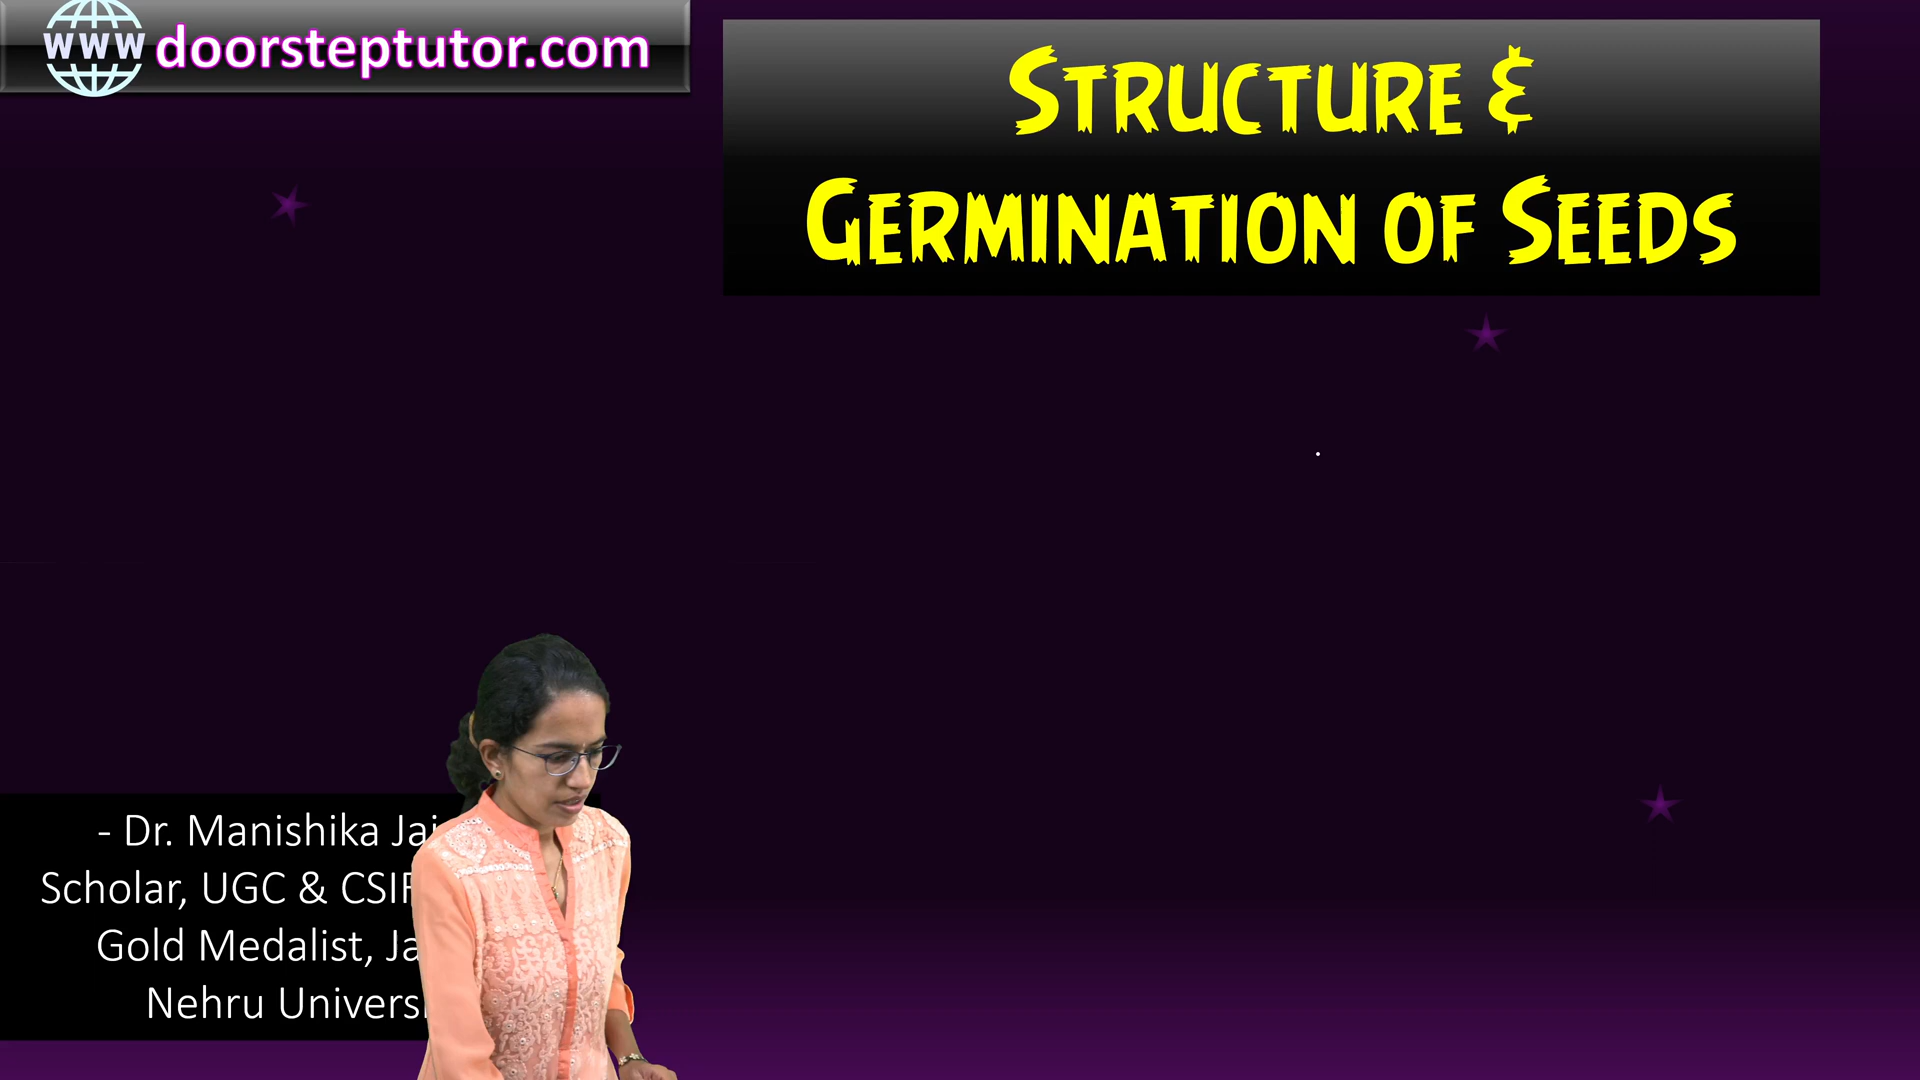 www doorsteptutor.com
STRUCTURE &
GERMINATION OF SEEDS
- Dr. Manishika
Scholar, UGC &
Gold Medalist,
Nehru